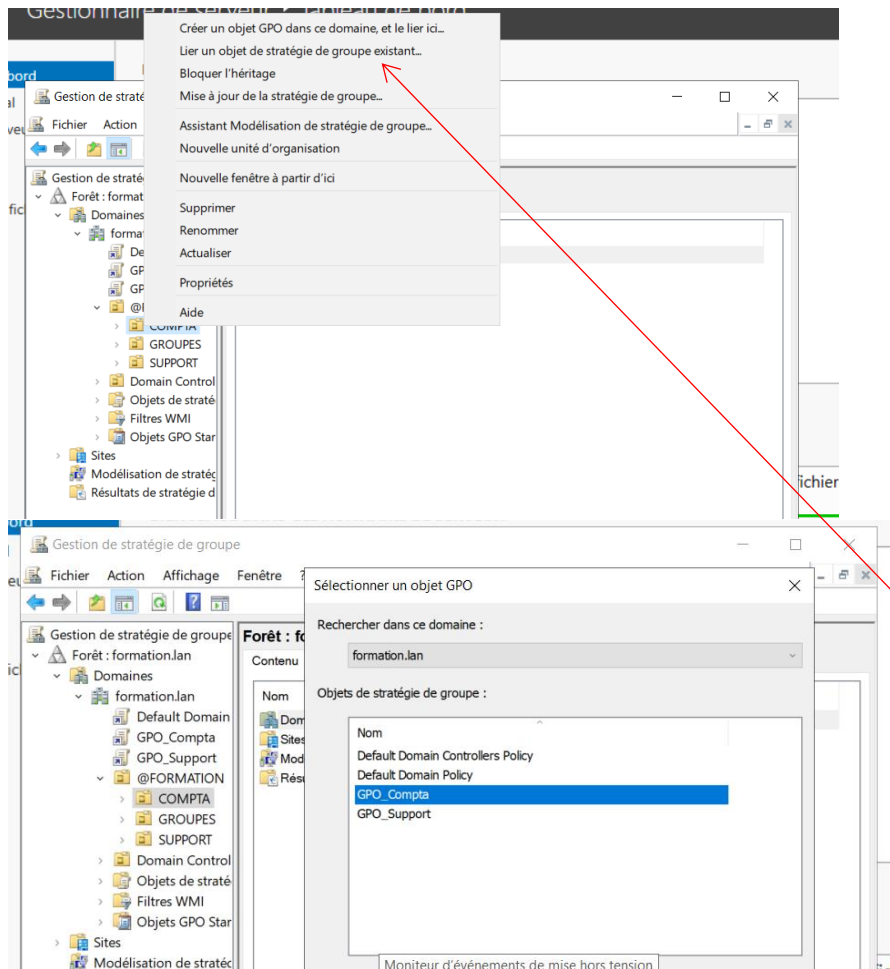 Gestionnaire de serveur • Tableau de bord
Créer un objet GPO dans ce domaine, et le lier ici...
Lier un objet de stratégie de groupe existant...
Bloquer l'héritage
Mise à jour de la stratégie de groupe...
Assistant Modélisation de stratégie de groupe...
Nouvelle unité d'organisation
Nouvelle fenêtre à partir d'ici
Supprimer
Renommer
Actualiser
Propriétés
Aide
bord
Gestion de straté
Fichier Action
Gestion de straté
Forêt : format
Domaines
forma
De
GP
GP
@F
COMPTA
GROUPES
SUPPORT
Domain Control
Objets de straté
Filtres WMI
Objets GPO Star
Sites
Modélisation de stratég
Résultats de stratégie d
fichier
Gestion de stratégie de groupe
Fichier Action Affichage Fenêtre ?
Gestion de stratégie de groupe
Forêt : formation.lan
Domaines
formation.lan
Default Domain
GPO_Compta
GPO_Support
@FORMATION
COMPTA
GROUPES
SUPPORT
Domain Control
Objets de straté
Filtres WMI
Objets GPO Star
Sites
Modélisation de stratég
Forêt : fo
Contenu
Nom
Dom
Sites
Mod
Résu
Sélectionner un objet GPO
Rechercher dans ce domaine :
formation.lan
Objets de stratégie de groupe :
Nom
Default Domain Controllers Policy
Default Domain Policy
GPO_Compta
GPO_Support
Moniteur d'événements de mise hors tension